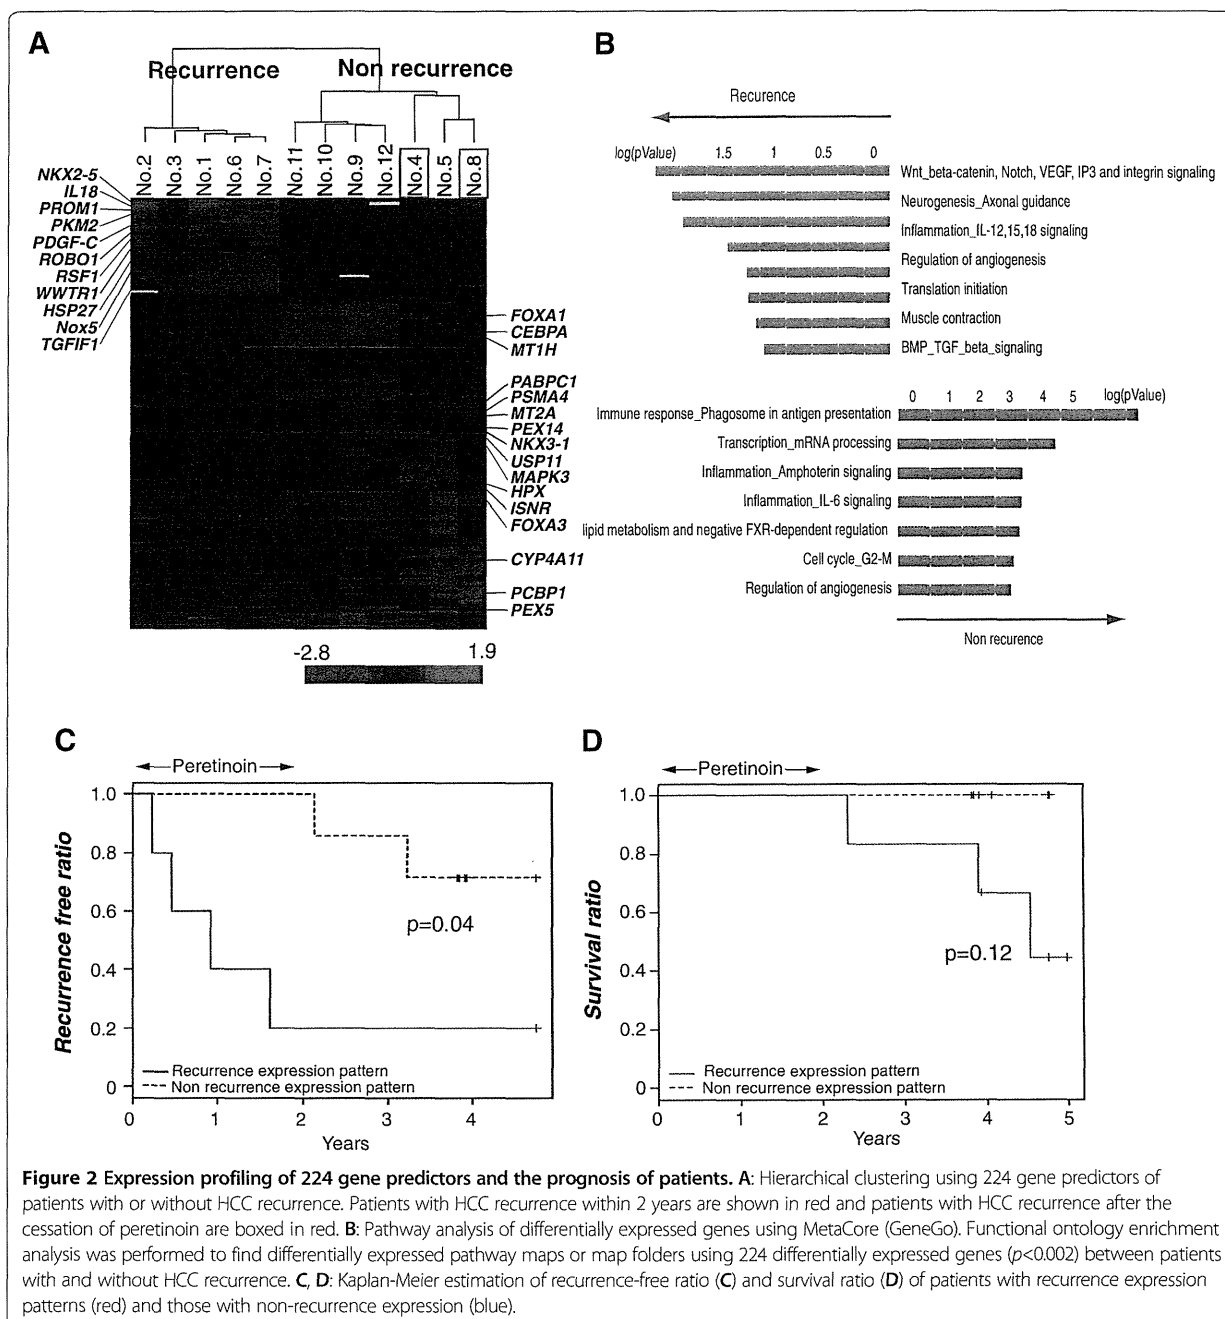 A
Recurrence
Non recurrence
No.2
No.3
No.1
No.6
No.7
No.11
No.10
No.9
No.12
No.4
No.5
No.8
NKX2-5
IL18
PROM1
PKM2
PDGF-C
ROBO1
RSF1
WWTR1
HSP27
Nox5
TGFIF1
FOXA1
CEBPA
MT1H
PABPC1
PSMA4
MT2A
PEX14
NKX3-1
USP11
MAPK3
HPX
ISNR
FOXA3
CYP4A11
PCBP1
PEX5
-2.8 1.9
B
Recurence
log(pValue) 1.5 1 0.5 0
Wnt_beta-catenin, Notch, VEGF, IP3 and integrin signaling
Neurogenesis_Axonal guidance
Inflammation_IL-12,15,18 signaling
Regulation of angiogenesis
Translation initiation
Muscle contraction
BMP_TGF_beta_signaling
0 1 2 3 4 5 log(pValue)
Immune response_Phagosome in antigen presentation
Transcription_mRNA processing
Inflammation_Amphoterin signaling
Inflammation_IL-6 signaling
lipid metabolism and negative FXR-dependent regulation
Cell cycle_G2-M
Regulation of angiogenesis
Non recurence
C
Peretinoin
Recurrence free ratio
1.0
0.8
0.6
0.4
0.2
0
p=0.04
Recurrence expression pattern
Non recurrence expression pattern
0 1 2 3 4
Years
D
Peretinoin
Survival ratio
1.0
0.8
0.6
0.4
0.2
0
p=0.12
Recurrence expression pattern
Non recurrence expression pattern
0 1 2 3 4 5
Years
Figure 2 Expression profiling of 224 gene predictors and the prognosis of patients. A: Hierarchical clustering using 224 gene predictors of
patients with or without HCC recurrence. Patients with HCC recurrence within 2 years are shown in red and patients with HCC recurrence after the
cessation of peretinoin are boxed in red. B: Pathway analysis of differentially expressed genes using MetaCore (GeneGo). Functional ontology enrichment
analysis was performed to find differentially expressed pathway maps or map folders using 224 differentially expressed genes (p<0.002) between patients
with and without HCC recurrence. C, D: Kaplan-Meier estimation of recurrence-free ratio (C) and survival ratio (D) of patients with recurrence expression
patterns (red) and those with non-recurrence expression (blue).